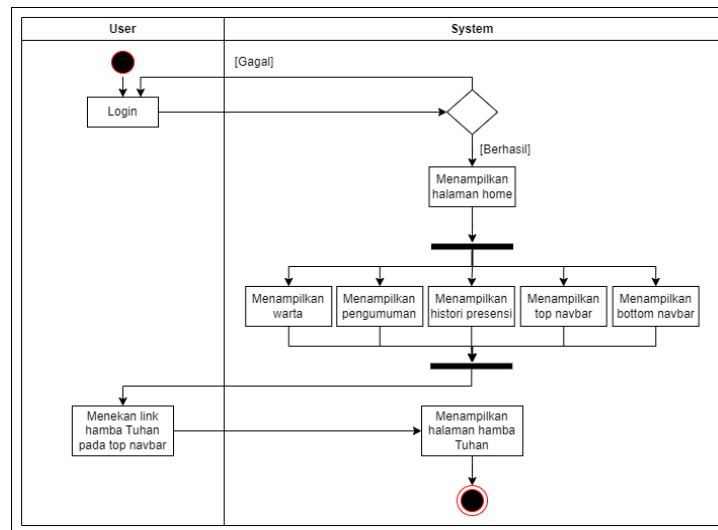 User
System
[Gagal]
Login
[Berhasil]
Menampilkan
halaman home
Menampilkan
warta
Menampilkan
pengumuman
Menampilkan
histori presensi
Menampilkan
top navbar
Menampilkan
bottom navbar
Menekan link
hamba Tuhan
pada top navbar
Menampilkan
halaman hamba
Tuhan